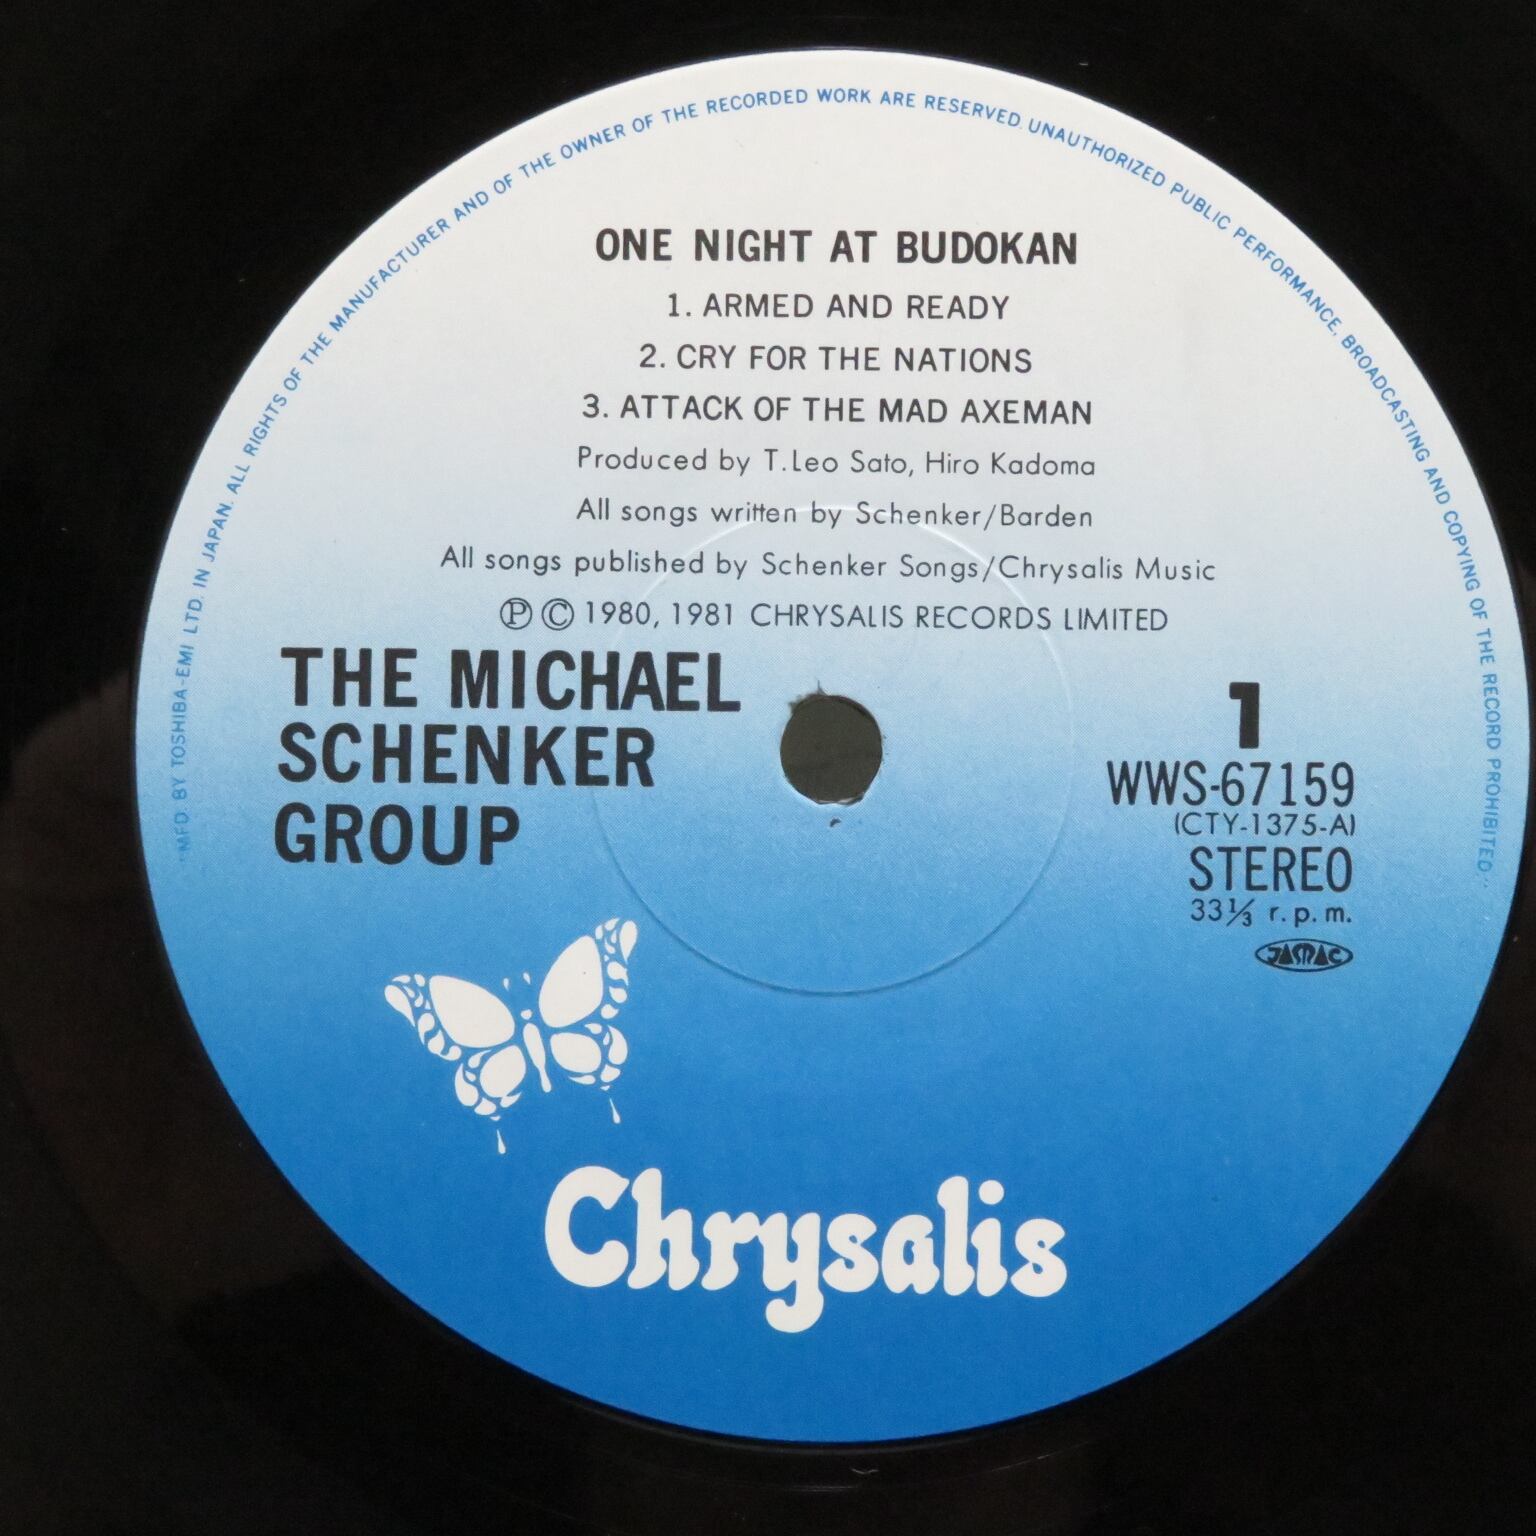 MFD BY TOSHIBA-EMI LTD. IN JAPAN. ALL RIGHTS OF THE MANUFACTURER AND OF THE OWNER OF THE RECORDED WORK ARE RESERVED. UNAUTHORIZED PUBLIC PERFORMANCE, BROADCASTING AND COPYING OF THE RECORD PROHIBITED.
ONE NIGHT AT BUDOKAN
1. ARMED AND READY
2. CRY FOR THE NATIONS
3. ATTACK OF THE MAD AXEMAN
Produced by T.Leo Sato, Hiro Kadoma
All songs written by Schenker/Barden
All songs published by Schenker Songs/Chrysalis Music
Ⓟ Ⓒ 1980, 1981 CHRYSALIS RECORDS LIMITED
THE MICHAEL
SCHENKER
GROUP
1
WWS-67159
(CTY-1375-A)
STEREO
33⅓ r.p.m.
JASRAC
Chrysalis